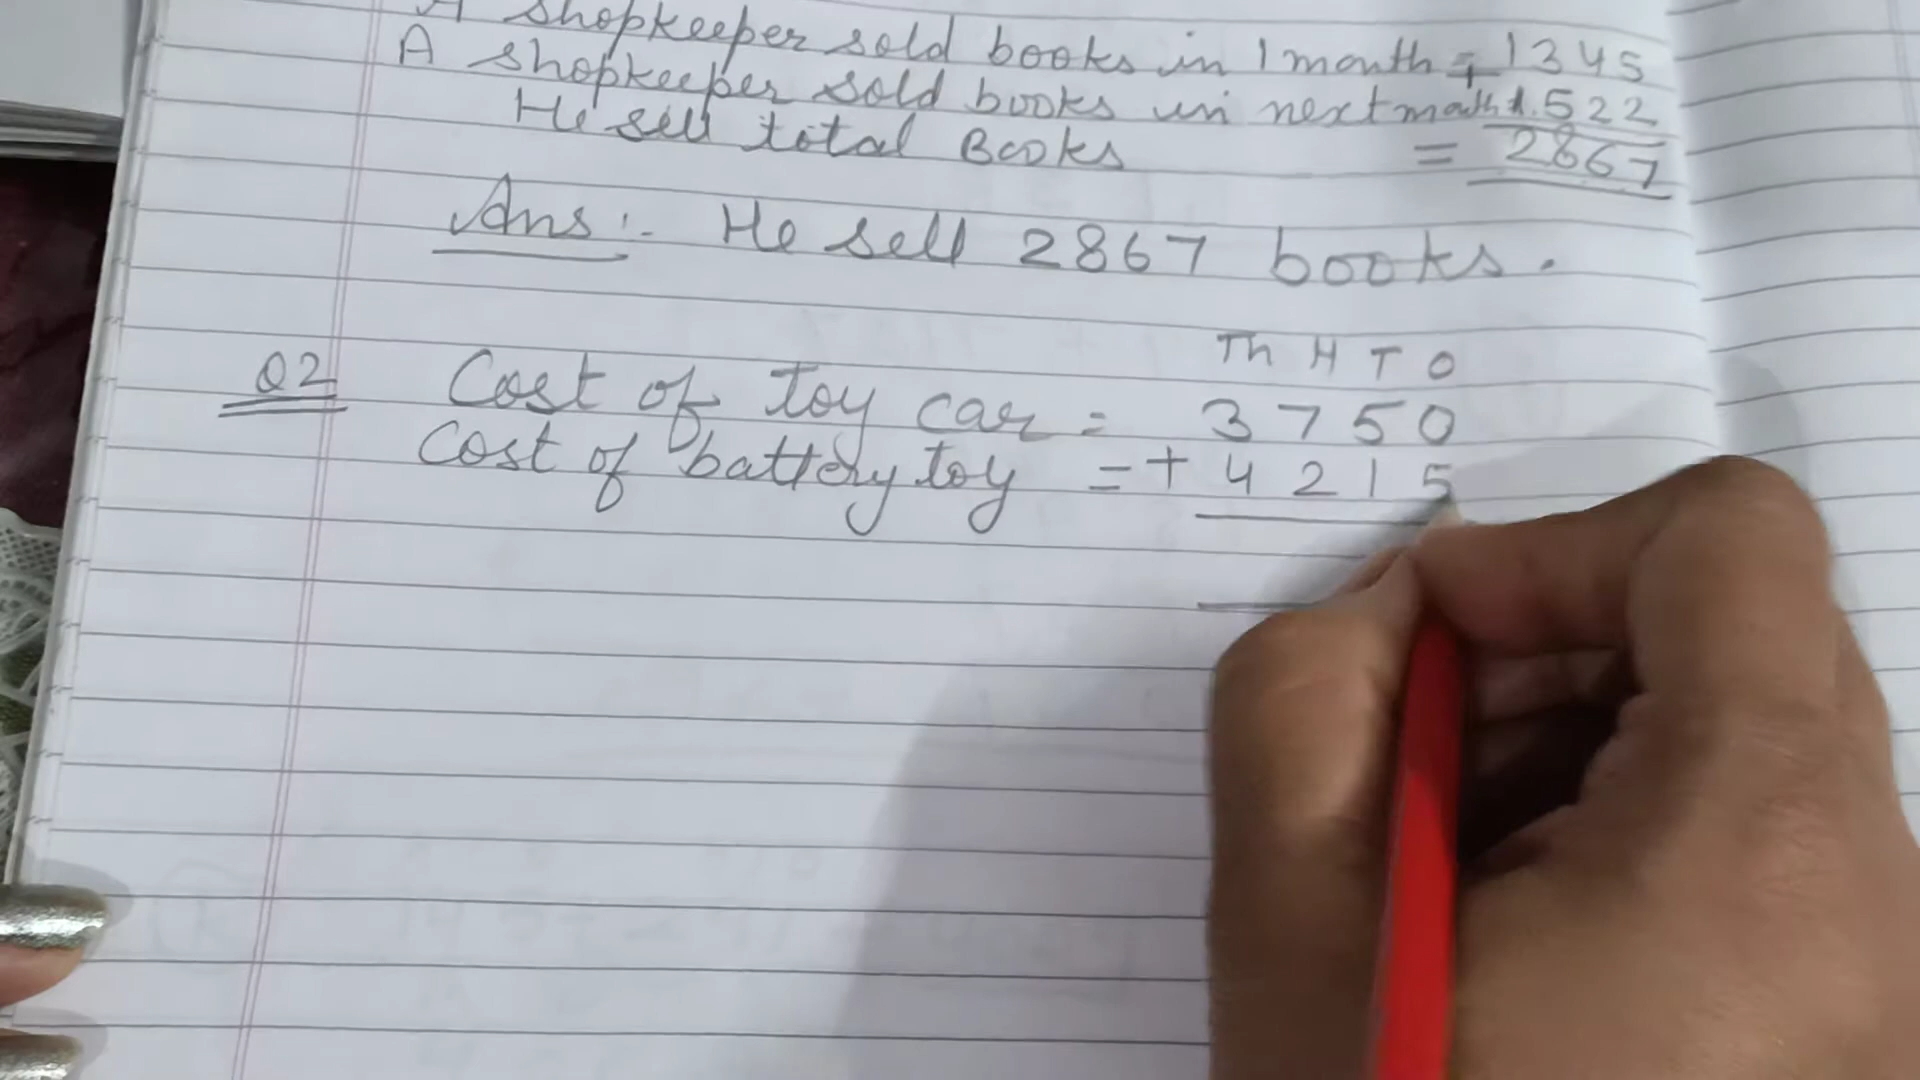 A shopkeeper sold books in 1 month = 1345
A shopkeeper sold books in next month + 1522
He sell total Books = 2867
Ans:- He sell 2867 books.
Th H T O
Q2 Cost of toy car = 3750
Cost of battery toy = + 4215